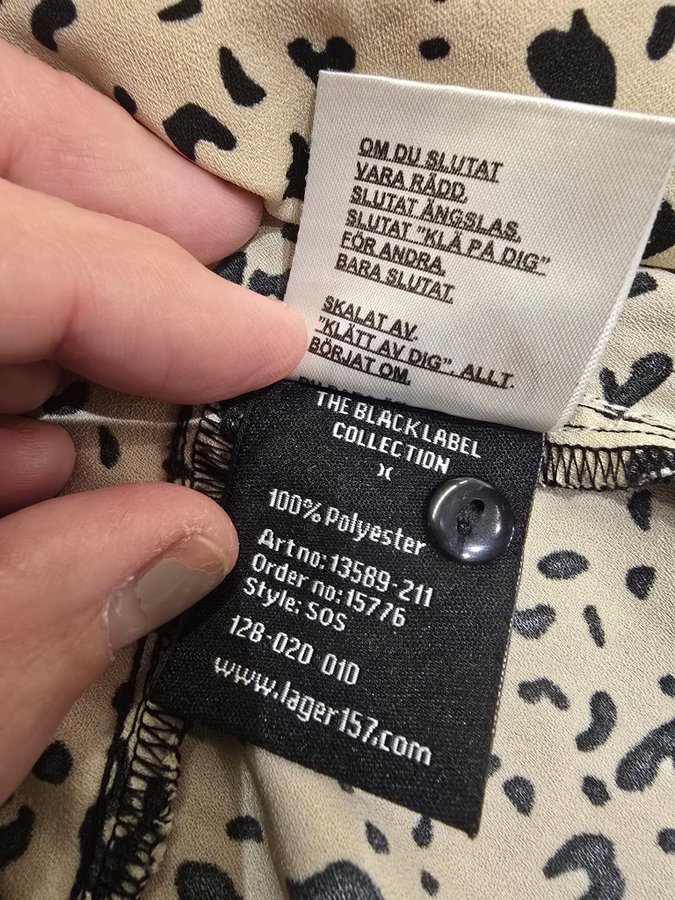 OM DU SLUTAT
VARA RÄDD.
SLUTAT ÄNGSLAS.
SLUTAT "KLÄ PÅ DIG"
FÖR ANDRA.
BARA SLUTAT.
SKALAT AV.
"KLÄTT AV DIG". ALLT.
BÖRJAT OM.
THE BLACK LABEL
COLLECTION
100% Polyester
Art no: 13589-211
Order no: 15776
Style: SOS
128-020 010
www.lager157.com